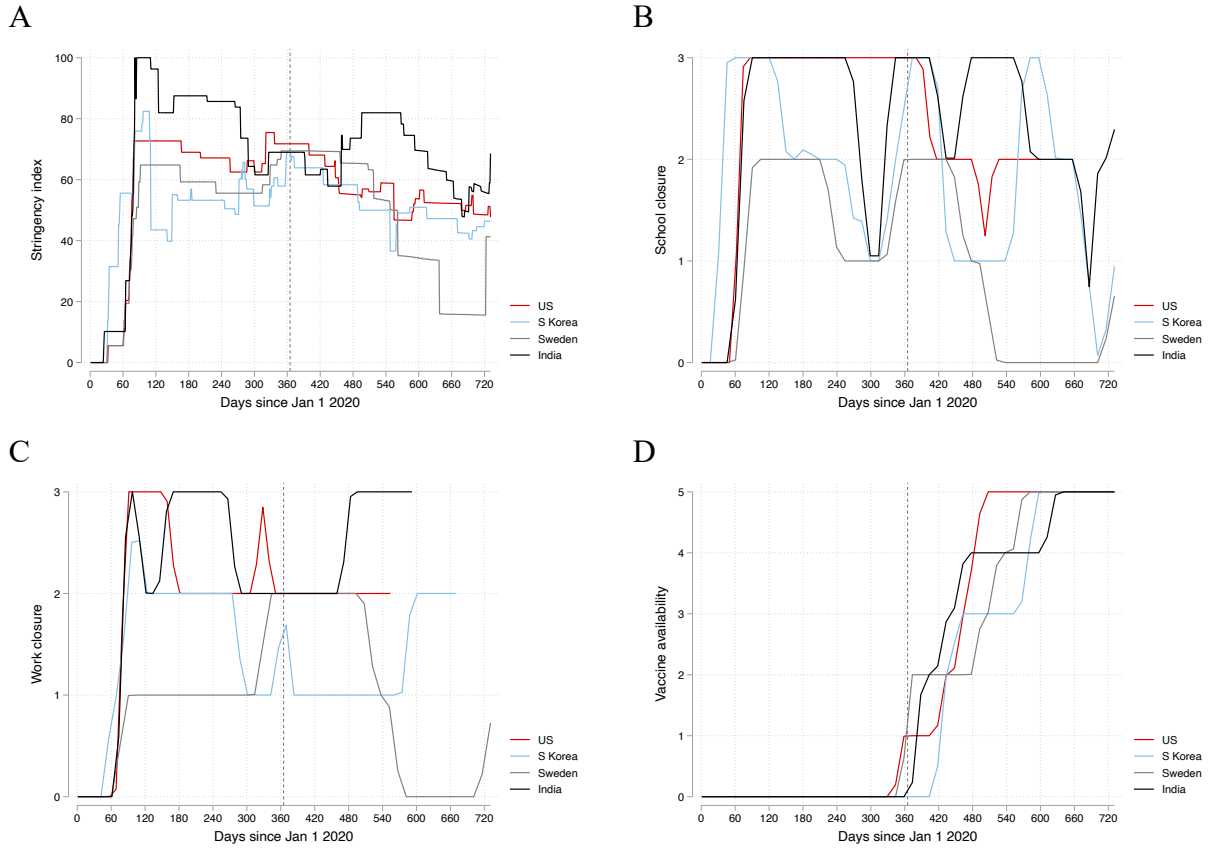 A
Stringency index
100
80
60
40
20
0
0 60 120 180 240 300 360 420 480 540 600 660 720
Days since Jan 1 2020
US
S Korea
Sweden
India
B
School closure
3
2
1
0
0 60 120 180 240 300 360 420 480 540 600 660 720
Days since Jan 1 2020
US
S Korea
Sweden
India
C
Work closure
3
2
1
0
0 60 120 180 240 300 360 420 480 540 600 660 720
Days since Jan 1 2020
US
S Korea
Sweden
India
D
Vaccine availability
5
4
3
2
1
0
0 60 120 180 240 300 360 420 480 540 600 660 720
Days since Jan 1 2020
US
S Korea
Sweden
India